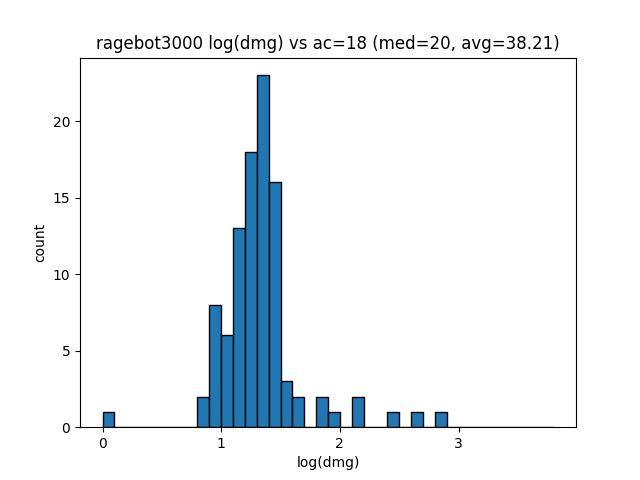 ragebot3000 log(dmg) vs ac=18 (med=20, avg=38.21)
20
15
10
5
0
count
0 1 2 3
log(dmg)